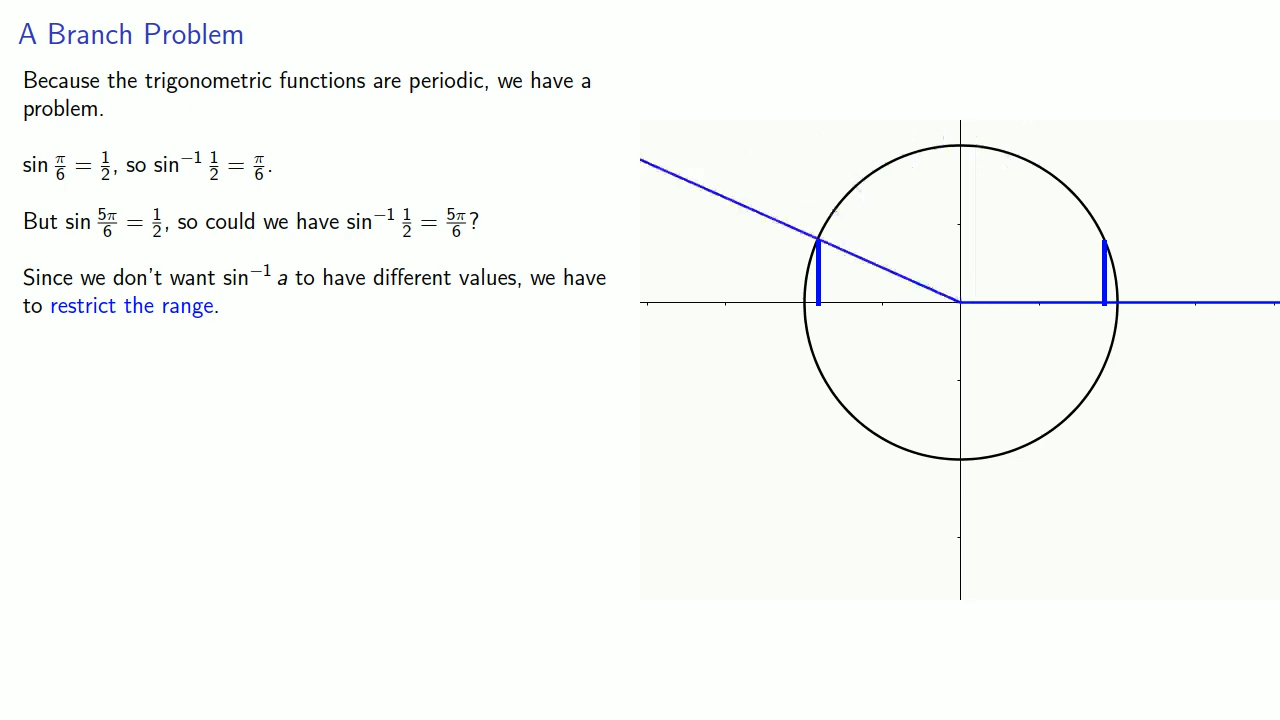 A Branch Problem
Because the trigonometric functions are periodic, we have a
problem.
sin π/6 = 1/2, so sin⁻¹ 1/2 = π/6.
But sin 5π/6 = 1/2, so could we have sin⁻¹ 1/2 = 5π/6?
Since we don't want sin⁻¹ a to have different values, we have
to restrict the range.